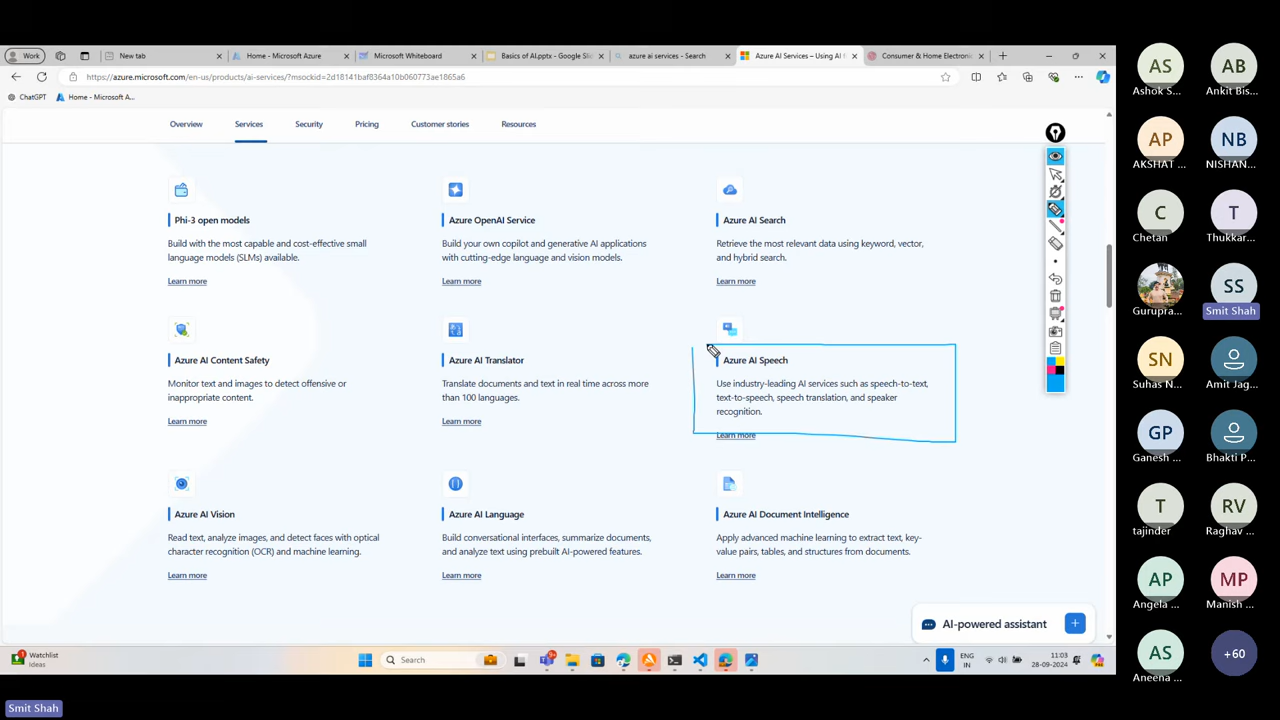 Work
New tab
Home - Microsoft Azure
Microsoft Whiteboard
Basics of AI.pptx - Google Sli
azure ai services - Search
Azure AI Services – Using AI f
Consumer & Home Electroni
https://azure.microsoft.com/en-us/products/ai-services/?msockid=2d18141baf8364a10b060773ae1865a6
ChatGPT
Home - Microsoft A...
Overview
Services
Security
Pricing
Customer stories
Resources
Phi-3 open models
Build with the most capable and cost-effective small
language models (SLMs) available.
Learn more
Azure OpenAI Service
Build your own copilot and generative AI applications
with cutting-edge language and vision models.
Learn more
Azure AI Search
Retrieve the most relevant data using keyword, vector,
and hybrid search.
Learn more
Azure AI Content Safety
Monitor text and images to detect offensive or
inappropriate content.
Learn more
Azure AI Translator
Translate documents and text in real time across more
than 100 languages.
Learn more
Azure AI Speech
Use industry-leading AI services such as speech-to-text,
text-to-speech, speech translation, and speaker
recognition.
Learn more
Azure AI Vision
Read text, analyze images, and detect faces with optical
character recognition (OCR) and machine learning.
Learn more
Azure AI Language
Build conversational interfaces, summarize documents,
and analyze text using prebuilt AI-powered features.
Learn more
Azure AI Document Intelligence
Apply advanced machine learning to extract text, key-
value pairs, tables, and structures from documents.
Learn more
AI-powered assistant
Watchlist
Ideas
Search
ENG
IN
11:03
28-09-2024
AS
Ashok S...
AB
Ankit Bis...
AP
AKSHAT ...
NB
NISHAN...
C
Chetan
T
Thukkar...
Gurupra...
SS
Smit Shah
SN
Suhas N...
Amit Jag...
GP
Ganesh ...
Bhakti P...
T
tajinder
RV
Raghav ...
AP
Angela ...
MP
Manish ...
AS
Aneena ...
+60
Smit Shah